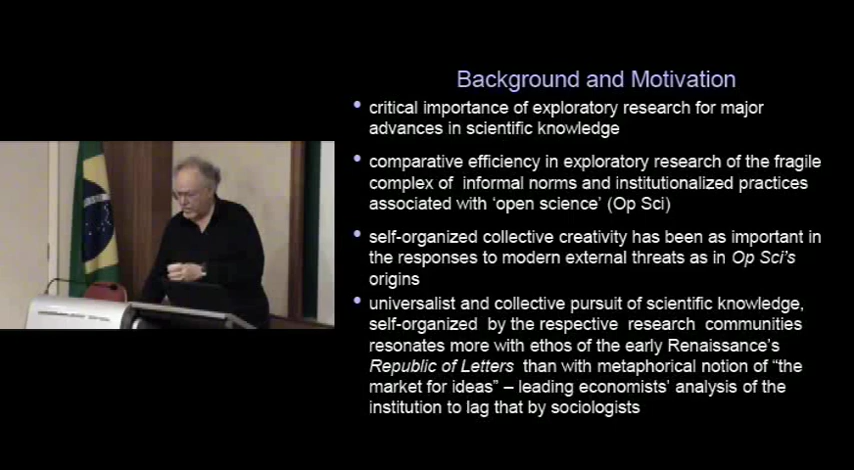 Background and Motivation
• critical importance of exploratory research for major
advances in scientific knowledge
• comparative efficiency in exploratory research of the fragile
complex of informal norms and institutionalized practices
associated with ‘open science’ (Op Sci)
• self-organized collective creativity has been as important in
the responses to modern external threats as in Op Sci’s
origins
• universalist and collective pursuit of scientific knowledge,
self-organized by the respective research communities
resonates more with ethos of the early Renaissance’s
Republic of Letters than with metaphorical notion of “the
market for ideas” – leading economists’ analysis of the
institution to lag that by sociologists